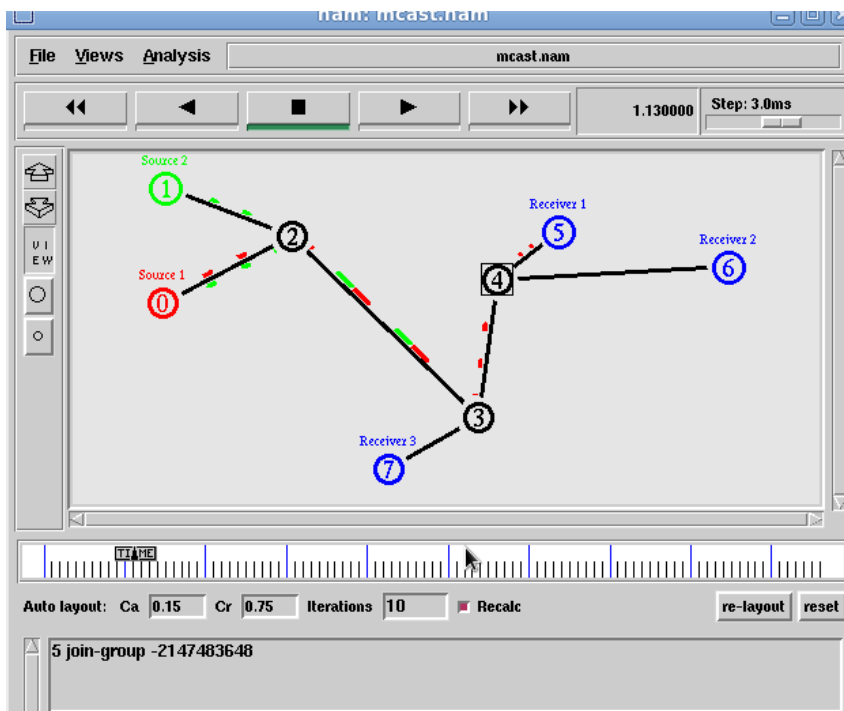 nam: mcast.nam
File Views Analysis mcast.nam
1.130000 Step: 3.0ms
VIEW
Source 2
1
2
Receiver 1
5
Receiver 2
6
Source 1
0
4
3
Receiver 3
7
TIME
Auto layout: Ca 0.15 Cr 0.75 Iterations 10 Recalc re-layout reset
5 join-group -2147483648